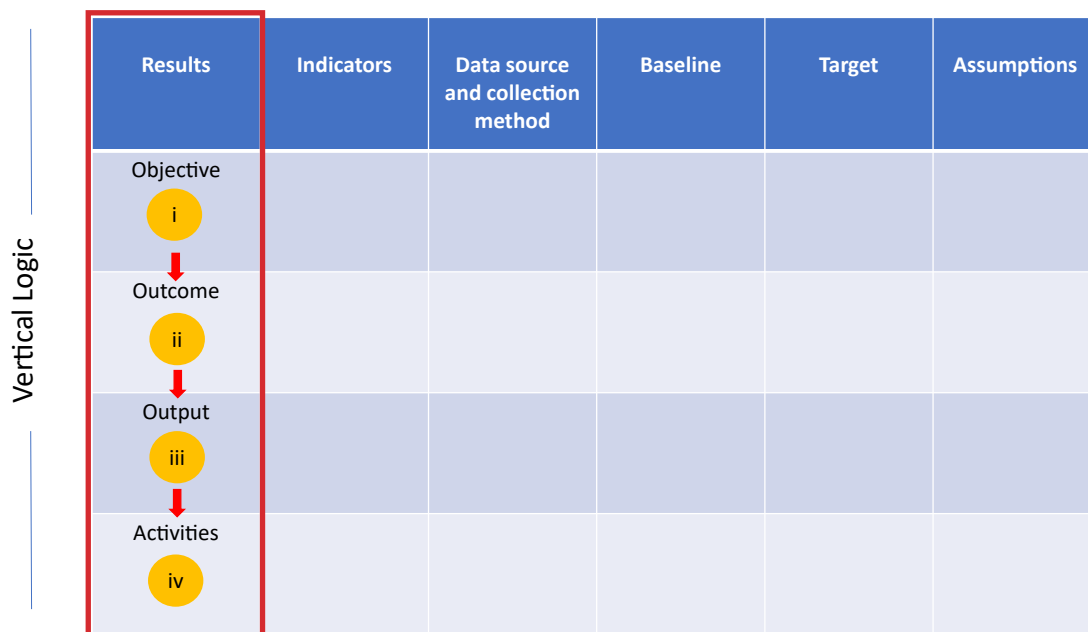 Vertical Logic
Results
Indicators
Data source
and collection
method
Baseline
Target
Assumptions
Objective
i
Outcome
ii
Output
iii
Activities
iv